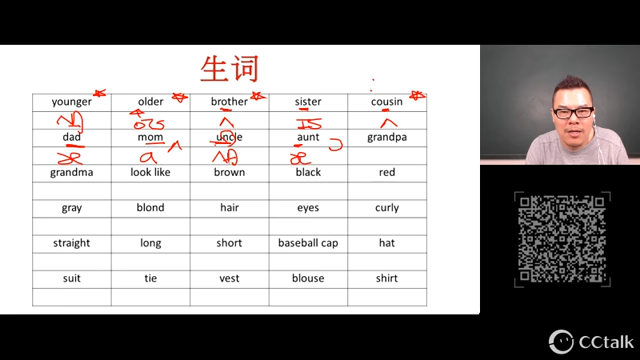 生词
younger older brother sister cousin
dad mom uncle aunt grandpa
æ a æ
grandma look like brown black red
gray blond hair eyes curly
straight long short baseball cap hat
suit tie vest blouse shirt
CCtalk